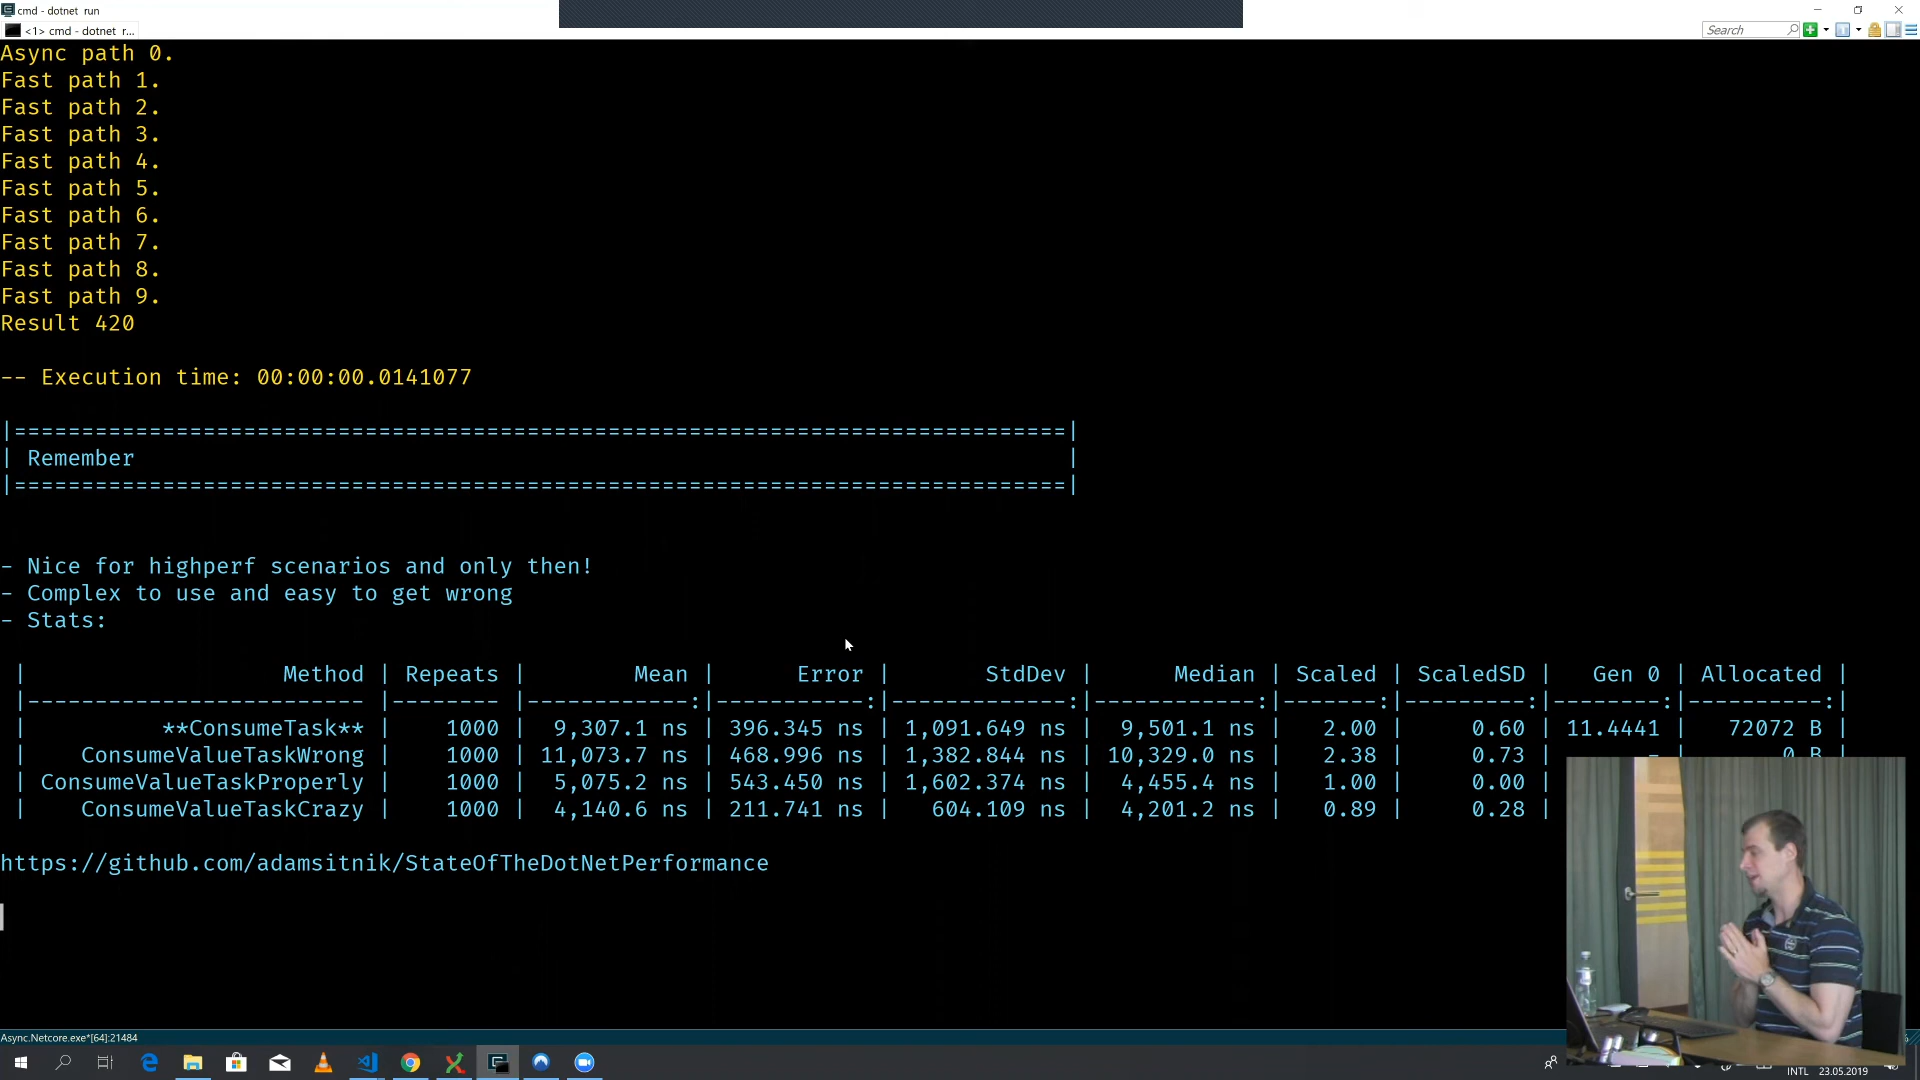 cmd - dotnet  run
<1> cmd - dotnet r...
Search
Async path 0.
Fast path 1.
Fast path 2.
Fast path 3.
Fast path 4.
Fast path 5.
Fast path 6.
Fast path 7.
Fast path 8.
Fast path 9.
Result 420
-- Execution time: 00:00:00.0141077
|==============================================================================|
| Remember |
|==============================================================================|
- Nice for highperf scenarios and only then!
- Complex to use and easy to get wrong
- Stats:
| Method | Repeats | Mean | Error | StdDev | Median | Scaled | ScaledSD | Gen 0 | Allocated |
|-------------------------|--------|------------:|-----------:|-------------:|------------:|-------:|---------:|--------:|----------:|
| **ConsumeTask** | 1000 | 9,307.1 ns | 396.345 ns | 1,091.649 ns | 9,501.1 ns | 2.00 | 0.60 | 11.4441 | 72072 B |
| ConsumeValueTaskWrong | 1000 | 11,073.7 ns | 468.996 ns | 1,382.844 ns | 10,329.0 ns | 2.38 | 0.73 | - | 0 B |
| ConsumeValueTaskProperly | 1000 | 5,075.2 ns | 543.450 ns | 1,602.374 ns | 4,455.4 ns | 1.00 | 0.00 |
| ConsumeValueTaskCrazy | 1000 | 4,140.6 ns | 211.741 ns | 604.109 ns | 4,201.2 ns | 0.89 | 0.28 |
https://github.com/adamsitnik/StateOfTheDotNetPerformance
Async.Netcore.exe*[64]:21484
INTL 23.05.2019